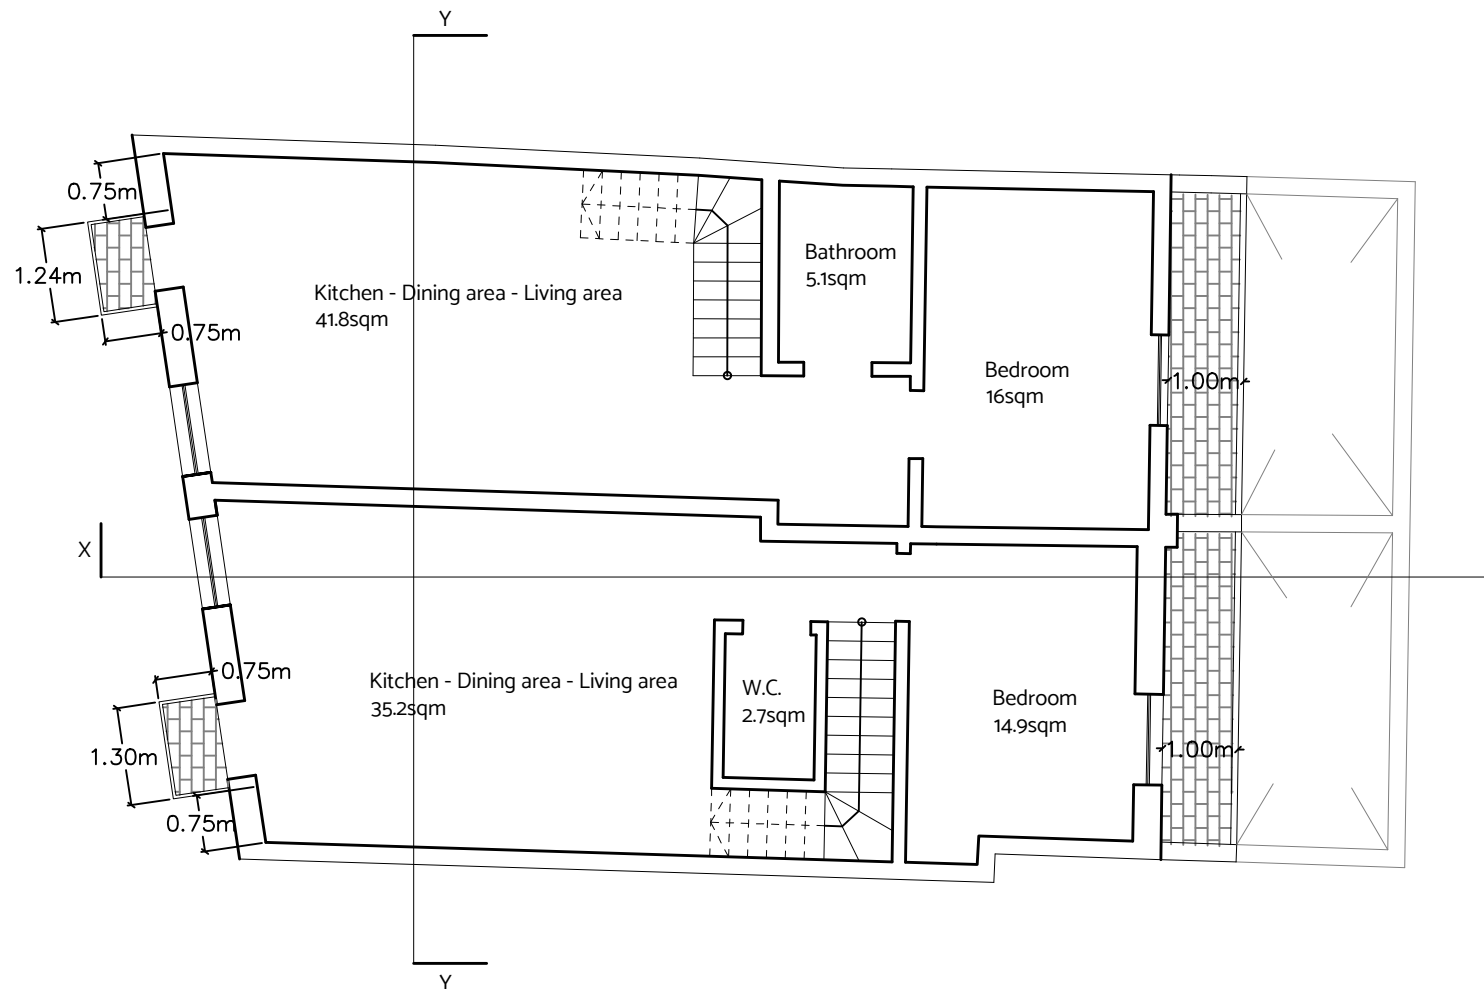 Y
0.75m
1.24m
0.75m
Kitchen - Dining area - Living area
41.8sqm
Bathroom
5.1sqm
Bedroom
16sqm
1.00m
X
0.75m
1.30m
0.75m
Kitchen - Dining area - Living area
35.2sqm
W.C.
2.7sqm
Bedroom
14.9sqm
1.00m
Y